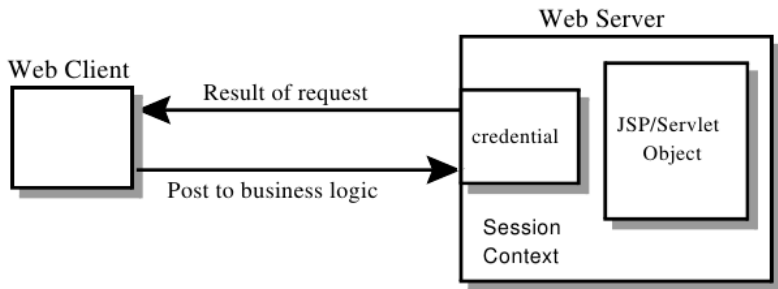 Web Server
Web Client
Result of request
credential
JSP/Servlet
Object
Post to business logic
Session
Context